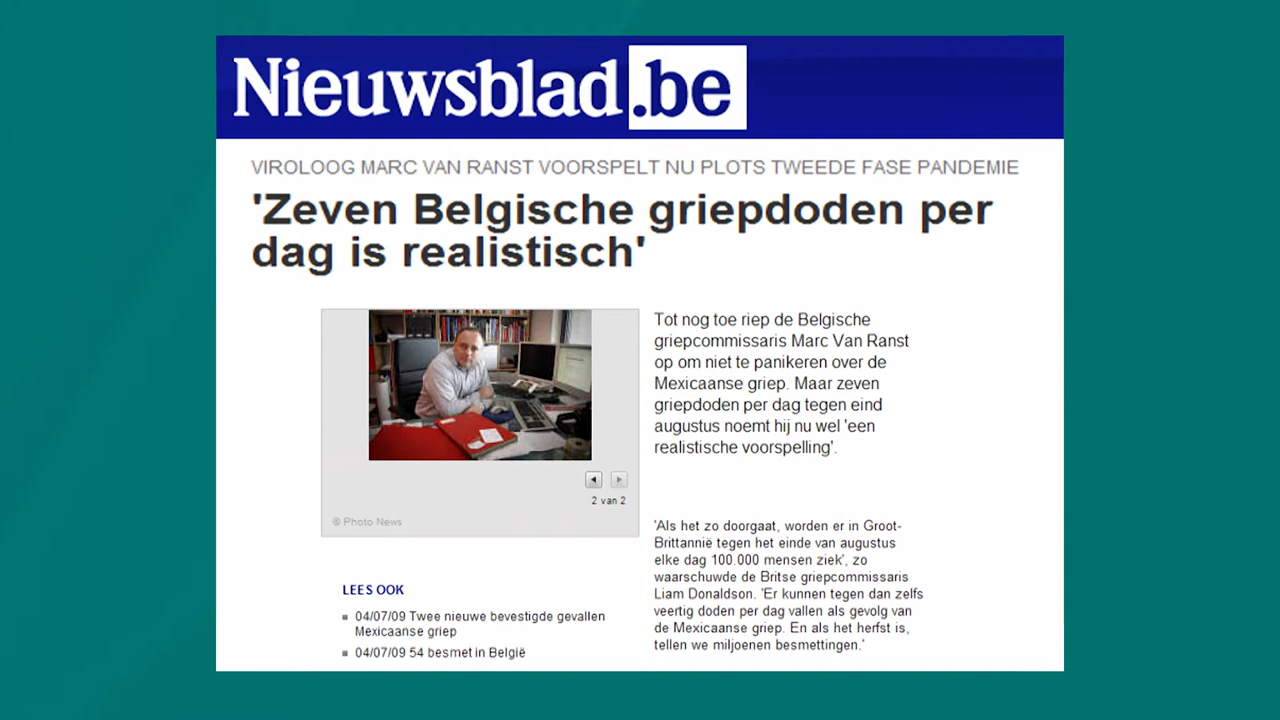 Nieuwsblad.be
VIROLOOG MARC VAN RANST VOORSPELT NU PLOTS TWEEDE FASE PANDEMIE
'Zeven Belgische griepdoden per
dag is realistisch'
Tot nog toe riep de Belgische
griepcommissaris Marc Van Ranst
op om niet te panikeren over de
Mexicaanse griep. Maar zeven
griepdoden per dag tegen eind
augustus noemt hij nu wel 'een
realistische voorspelling'.
2 van 2
© Photo News
'Als het zo doorgaat, worden er in Groot-
Brittannië tegen het einde van augustus
elke dag 100.000 mensen ziek', zo
waarschuwde de Britse griepcommissaris
Liam Donaldson. 'Er kunnen tegen dan zelfs
veertig doden per dag vallen als gevolg van
de Mexicaanse griep. En als het herfst is,
tellen we miljoenen besmettingen.'
LEES OOK
04/07/09 Twee nieuwe bevestigde gevallen
Mexicaanse griep
04/07/09 54 besmet in België